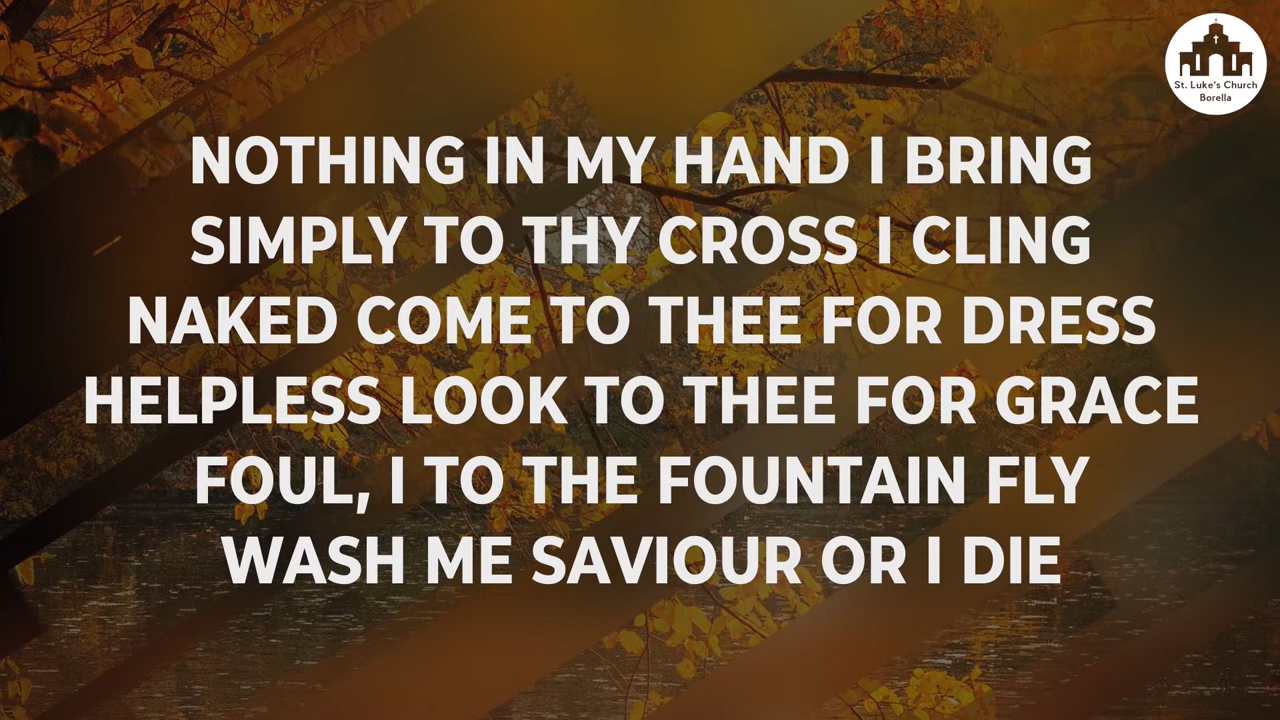 St. Luke's Church
Borella
NOTHING IN MY HAND I BRING
SIMPLY TO THY CROSS I CLING
NAKED COME TO THEE FOR DRESS
HELPLESS LOOK TO THEE FOR GRACE
FOUL, I TO THE FOUNTAIN FLY
WASH ME SAVIOUR OR I DIE